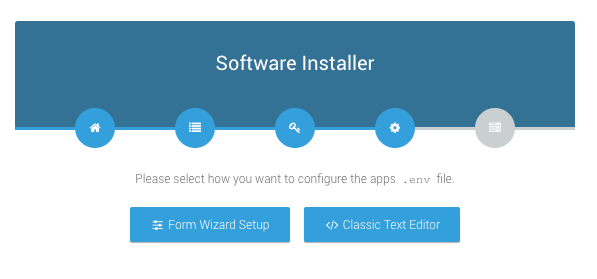 Software Installer
Please select how you want to configure the apps .env file.
Form Wizard Setup
Classic Text Editor